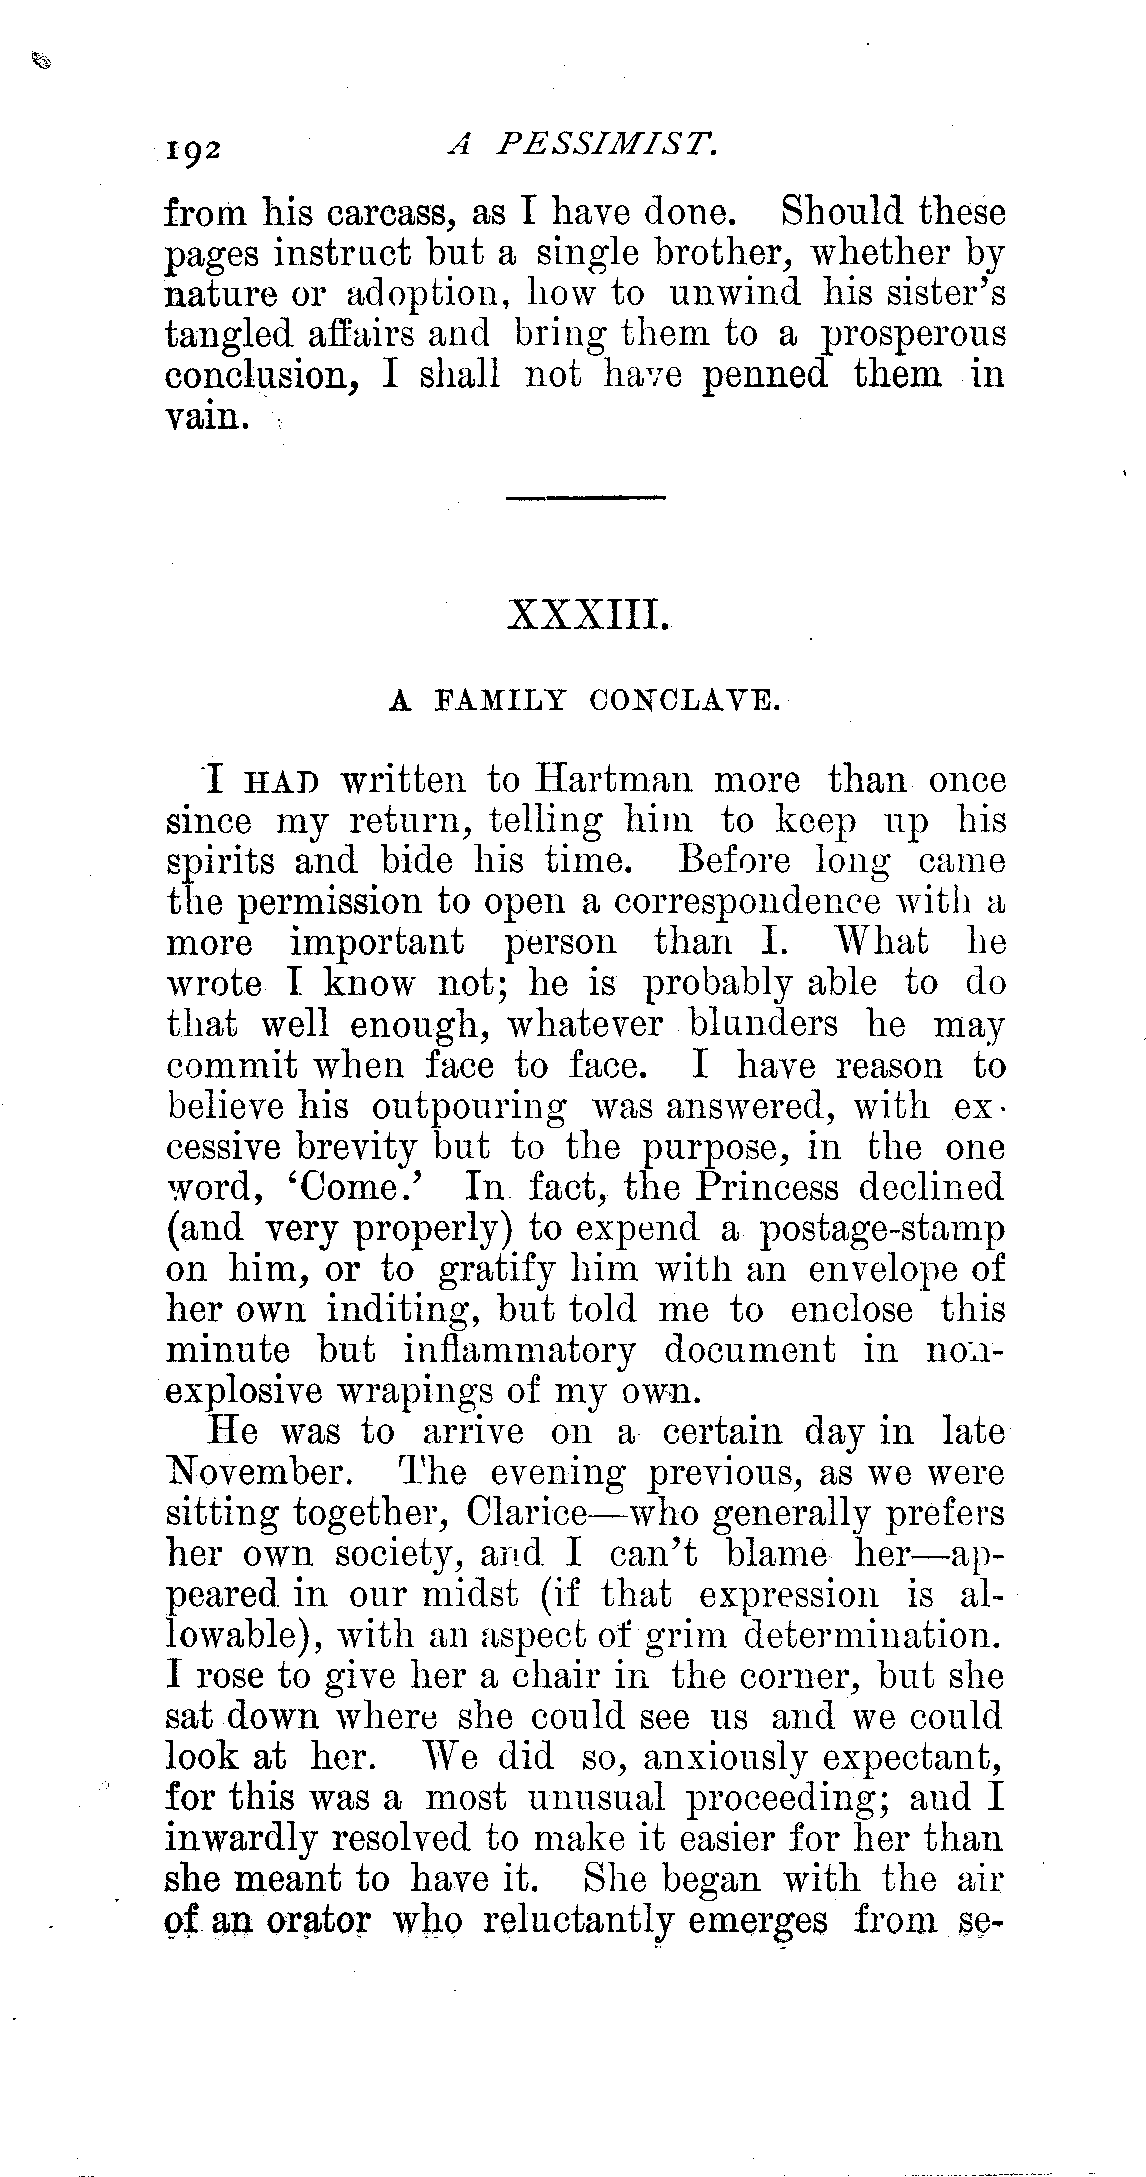 192 A PESSIMIST.
from his carcass, as I have done. Should these
pages instruct but a single brother, whether by
nature or adoption, how to unwind his sister's
tangled affairs and bring them to a prosperous
conclusion, I shall not have penned them in
vain.
XXXIII.
A FAMILY CONCLAVE.
I HAD written to Hartman more than once
since my return, telling him to keep up his
spirits and bide his time. Before long came
the permission to open a correspondence with a
more important person than I. What he
wrote I know not; he is probably able to do
that well enough, whatever blunders he may
commit when face to face. I have reason to
believe his outpouring was answered, with ex-
cessive brevity but to the purpose, in the one
word, 'Come.' In fact, the Princess declined
(and very properly) to expend a postage-stamp
on him, or to gratify him with an envelope of
her own inditing, but told me to enclose this
minute but inflammatory document in non-
explosive wrapings of my own.
He was to arrive on a certain day in late
November. The evening previous, as we were
sitting together, Clarice—who generally prefers
her own society, and I can't blame her—ap-
peared in our midst (if that expression is al-
lowable), with an aspect of grim determination.
I rose to give her a chair in the corner, but she
sat down where she could see us and we could
look at her. We did so, anxiously expectant,
for this was a most unusual proceeding; and I
inwardly resolved to make it easier for her than
she meant to have it. She began with the air
of an orator who reluctantly emerges from se-